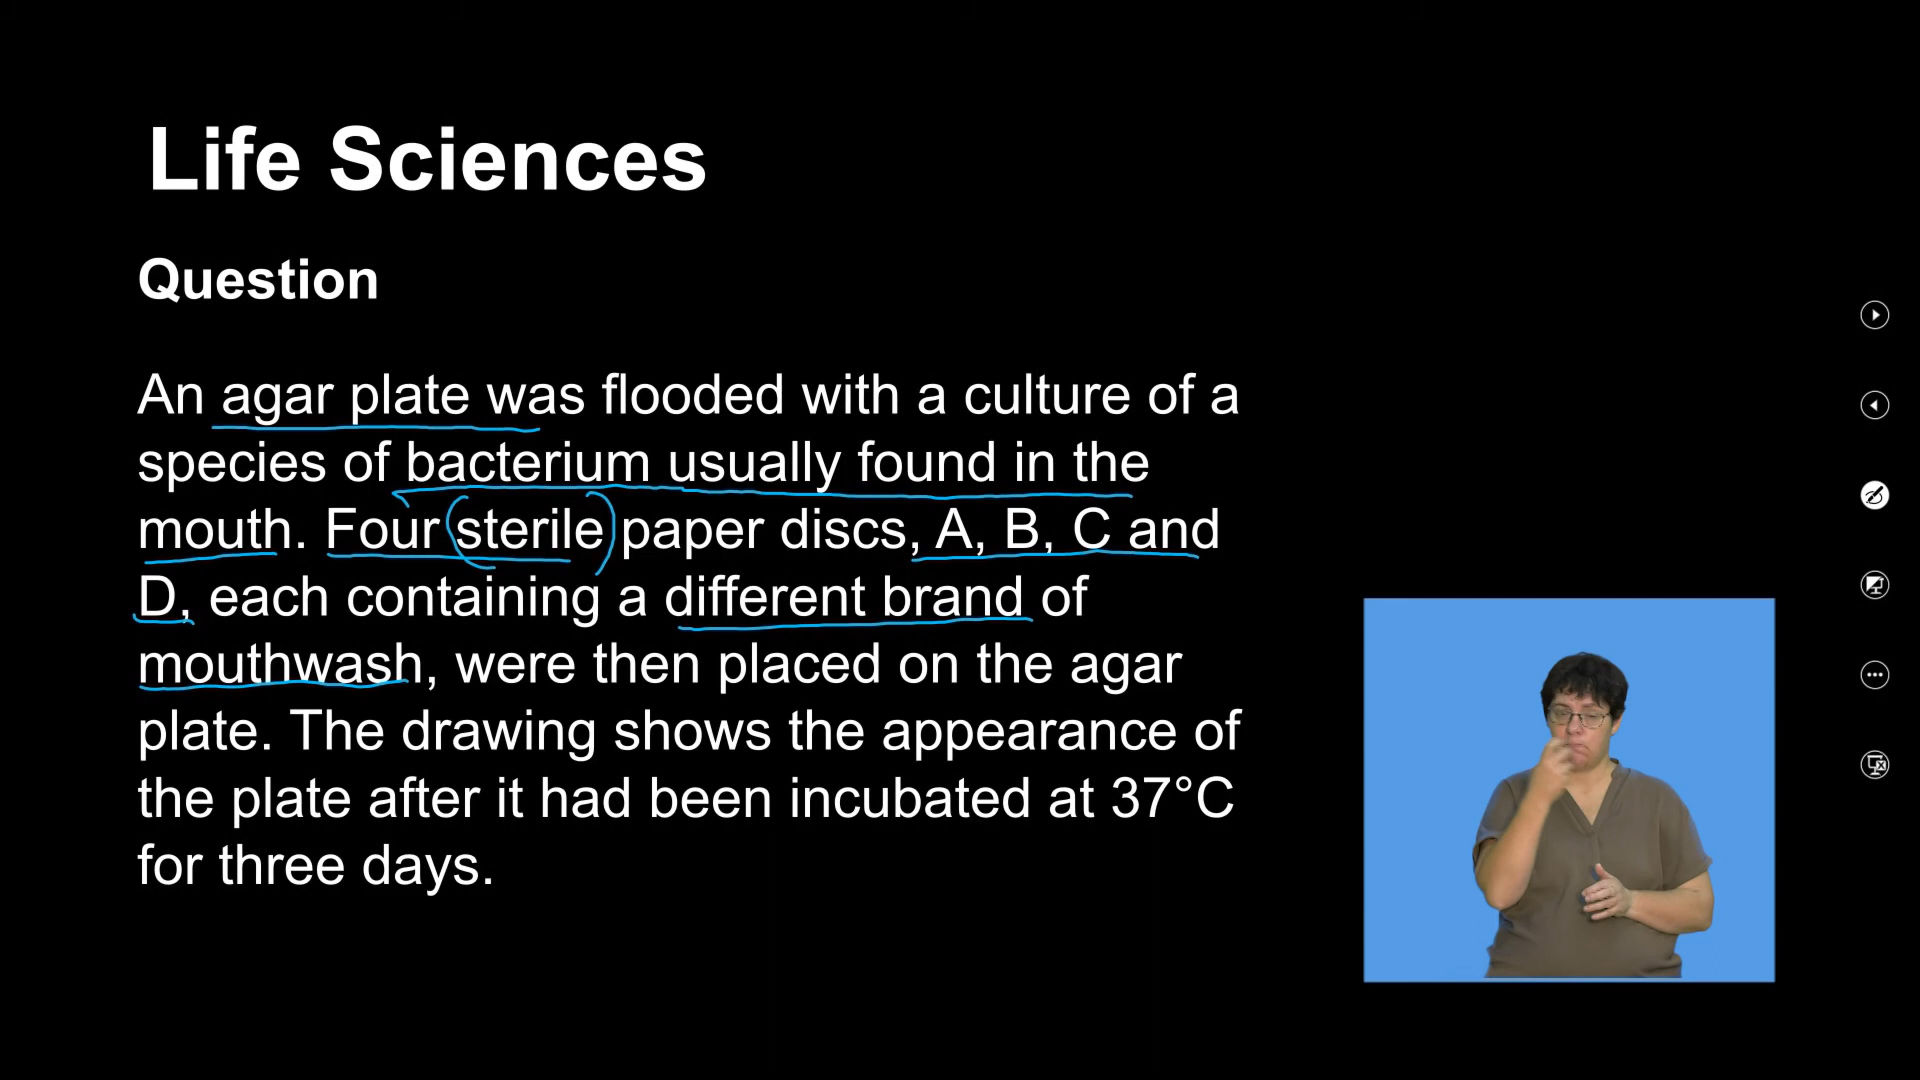 Life Sciences
Question
An agar plate was flooded with a culture of a
species of bacterium usually found in the
mouth. Four sterile paper discs, A, B, C and
D, each containing a different brand of
mouthwash, were then placed on the agar
plate. The drawing shows the appearance of
the plate after it had been incubated at 37°C
for three days.